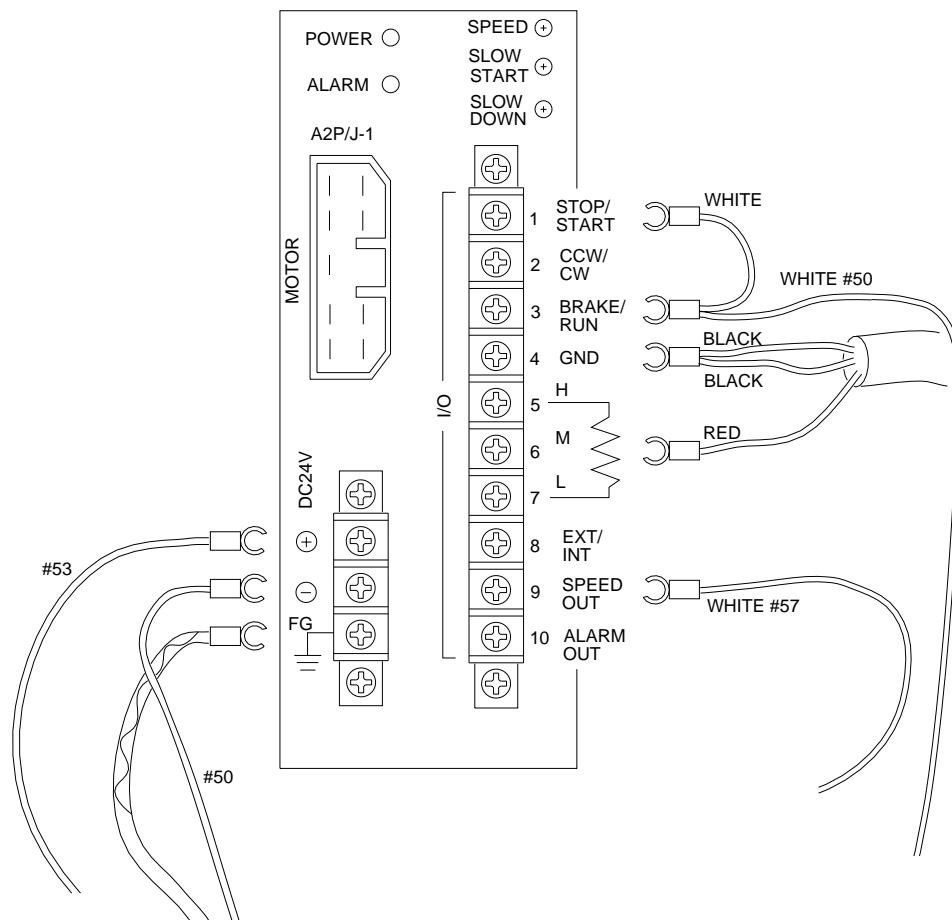 POWER
ALARM
SPEED
SLOW
START
SLOW
DOWN
A2P/J-1
MOTOR
I/O
1 STOP/
START
2 CCW/
CW
3 BRAKE/
RUN
4 GND
5 H
6 M
7 L
8 EXT/
INT
9 SPEED
OUT
10 ALARM
OUT
WHITE
WHITE #50
BLACK
BLACK
RED
WHITE #57
DC24V
+
−
FG
#53
#50